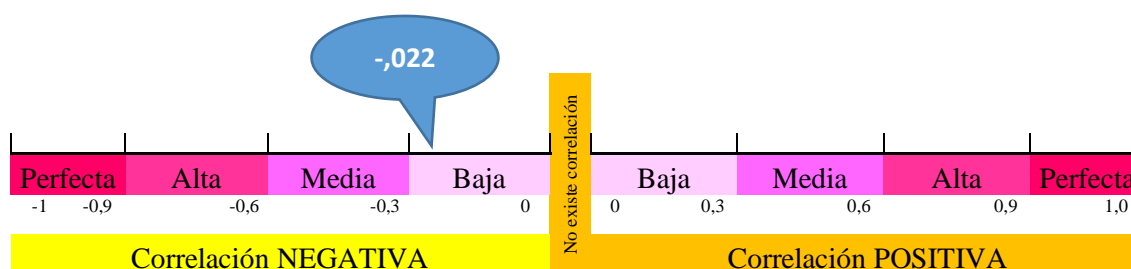 -,022
No existe correlación
Perfecta Alta Media Baja Baja Media Alta Perfecta
-1 -0,9 -0,6 -0,3 0 0 0,3 0,6 0,9 1,0
Correlación NEGATIVA Correlación POSITIVA